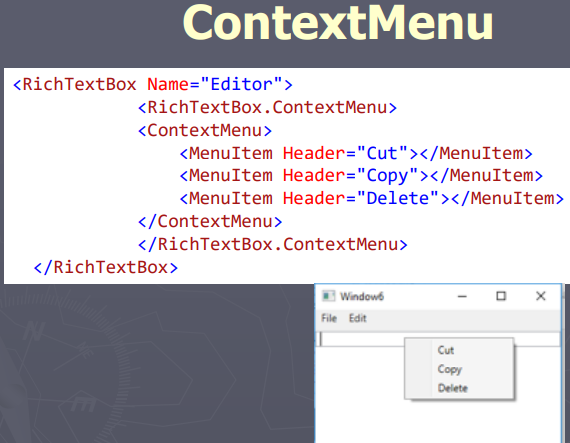 ContextMenu
<RichTextBox Name="Editor">
<RichTextBox.ContextMenu>
<ContextMenu>
<MenuItem Header="Cut"></MenuItem>
<MenuItem Header="Copy"></MenuItem>
<MenuItem Header="Delete"></MenuItem>
</ContextMenu>
</RichTextBox.ContextMenu>
</RichTextBox>
Window6
File Edit
Cut
Copy
Delete
N
m